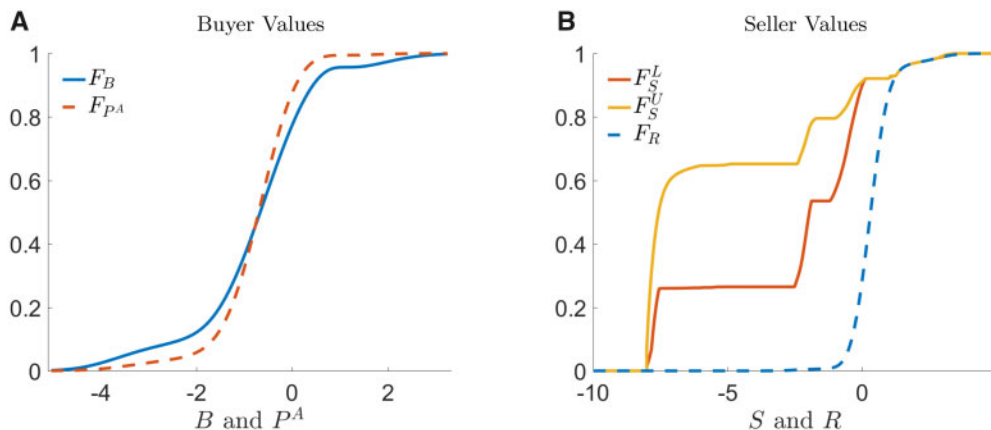 A
Buyer Values
1
0.8
0.6
0.4
0.2
0
F_B
F_{P^A}
-4
-2
0
2
B and P^A
B
Seller Values
1
0.8
0.6
0.4
0.2
0
F_S^L
F_S^U
F_R
-10
-5
0
S and R